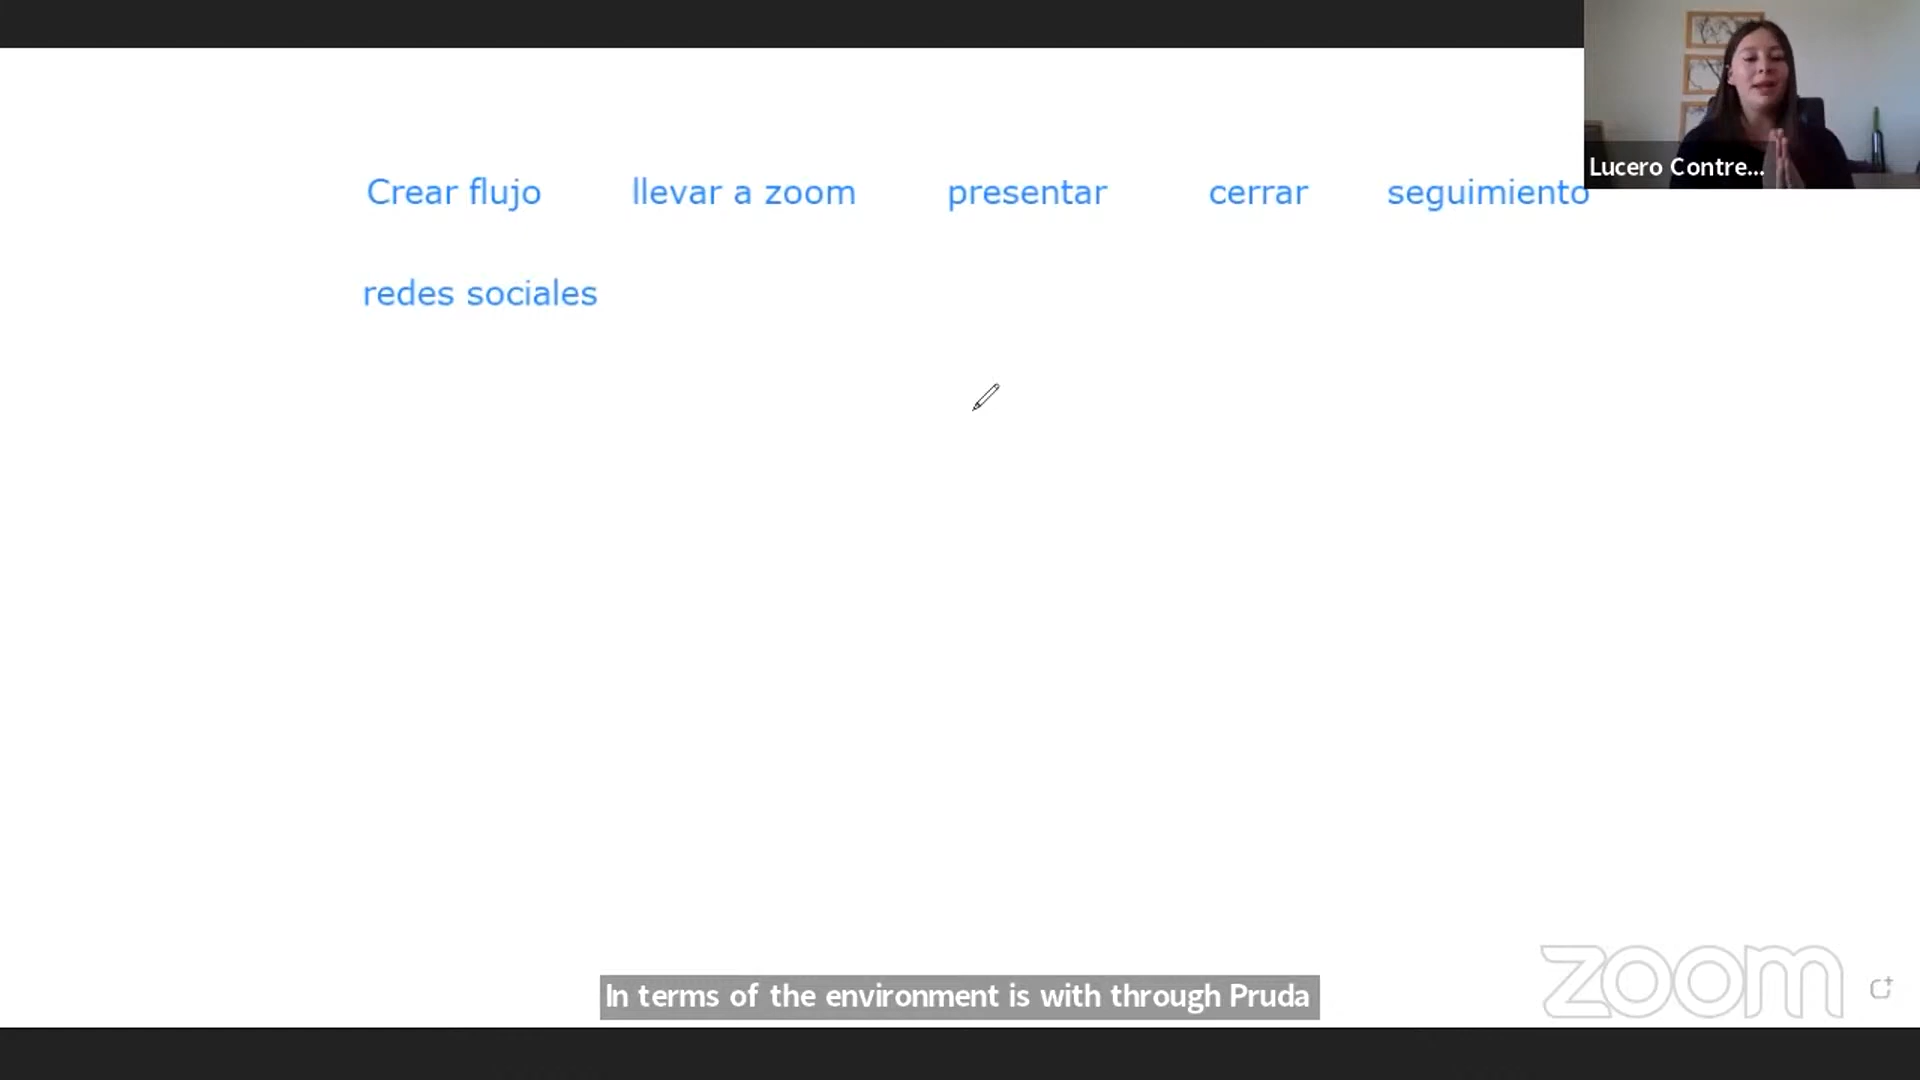 Crear flujo llevar a zoom presentar cerrar seguimiento
redes sociales
Lucero Contre...
In terms of the environment is with through Pruda
zoom